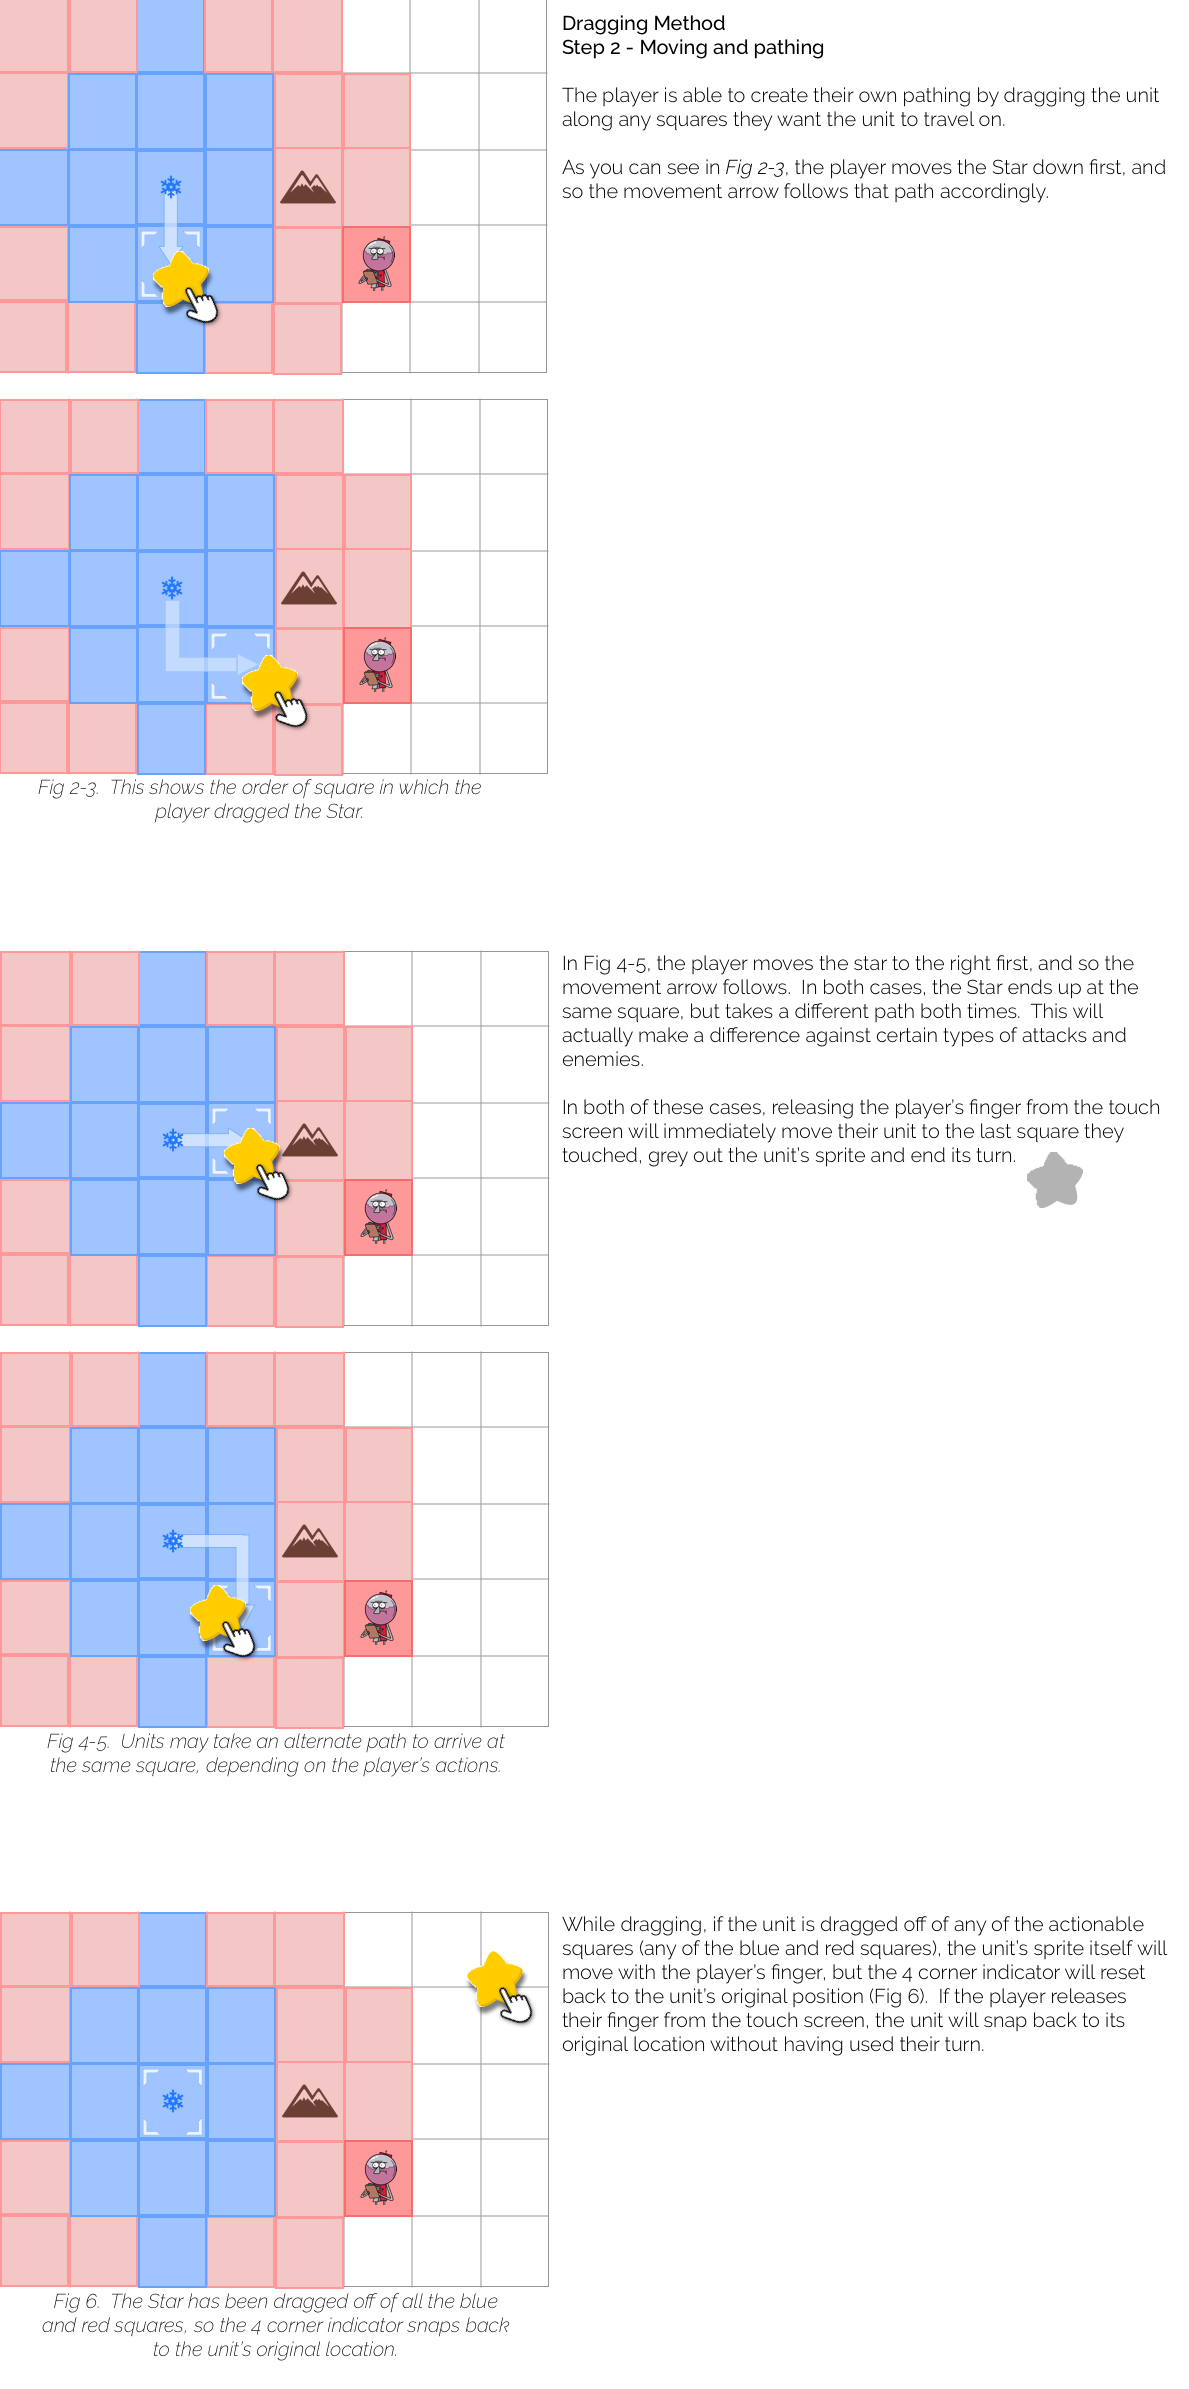 Dragging Method
Step 2 - Moving and pathing
The player is able to create their own pathing by dragging the unit
along any squares they want the unit to travel on.
As you can see in Fig 2-3, the player moves the Star down first, and
so the movement arrow follows that path accordingly.
Fig 2-3.  This shows the order of square in which the
player dragged the Star.
In Fig 4-5, the player moves the star to the right first, and so the
movement arrow follows.  In both cases, the Star ends up at the
same square, but takes a different path both times.  This will
actually make a difference against certain types of attacks and
enemies.
In both of these cases, releasing the player's finger from the touch
screen will immediately move their unit to the last square they
touched, grey out the unit's sprite and end its turn.
Fig 4-5.  Units may take an alternate path to arrive at
the same square, depending on the player's actions.
While dragging, if the unit is dragged off of any of the actionable
squares (any of the blue and red squares), the unit's sprite itself will
move with the player's finger, but the 4 corner indicator will reset
back to the unit's original position (Fig 6).  If the player releases
their finger from the touch screen, the unit will snap back to its
original location without having used their turn.
Fig 6.  The Star has been dragged off of all the blue
and red squares, so the 4 corner indicator snaps back
to the unit's original location.